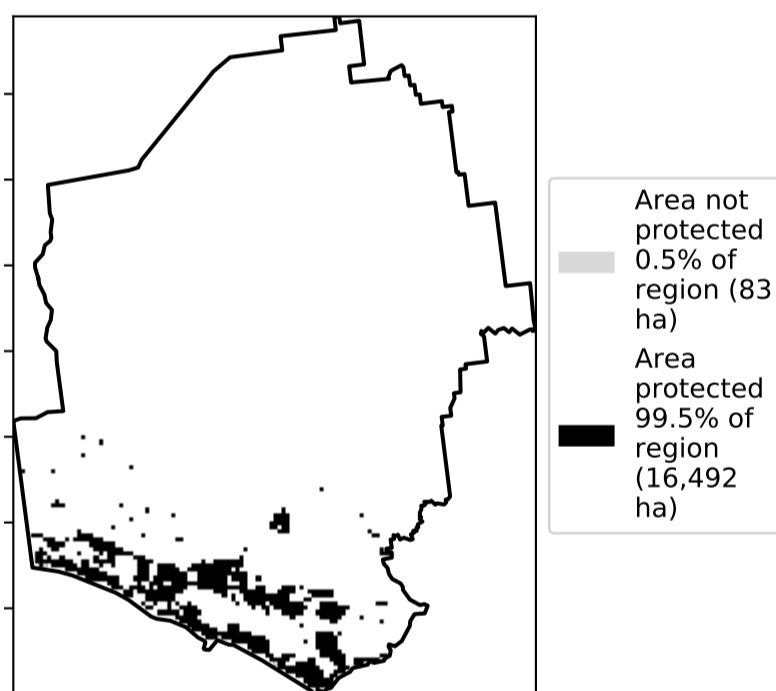 Area not
protected
0.5% of
region (83
ha)
Area
protected
99.5% of
region
(16,492
ha)